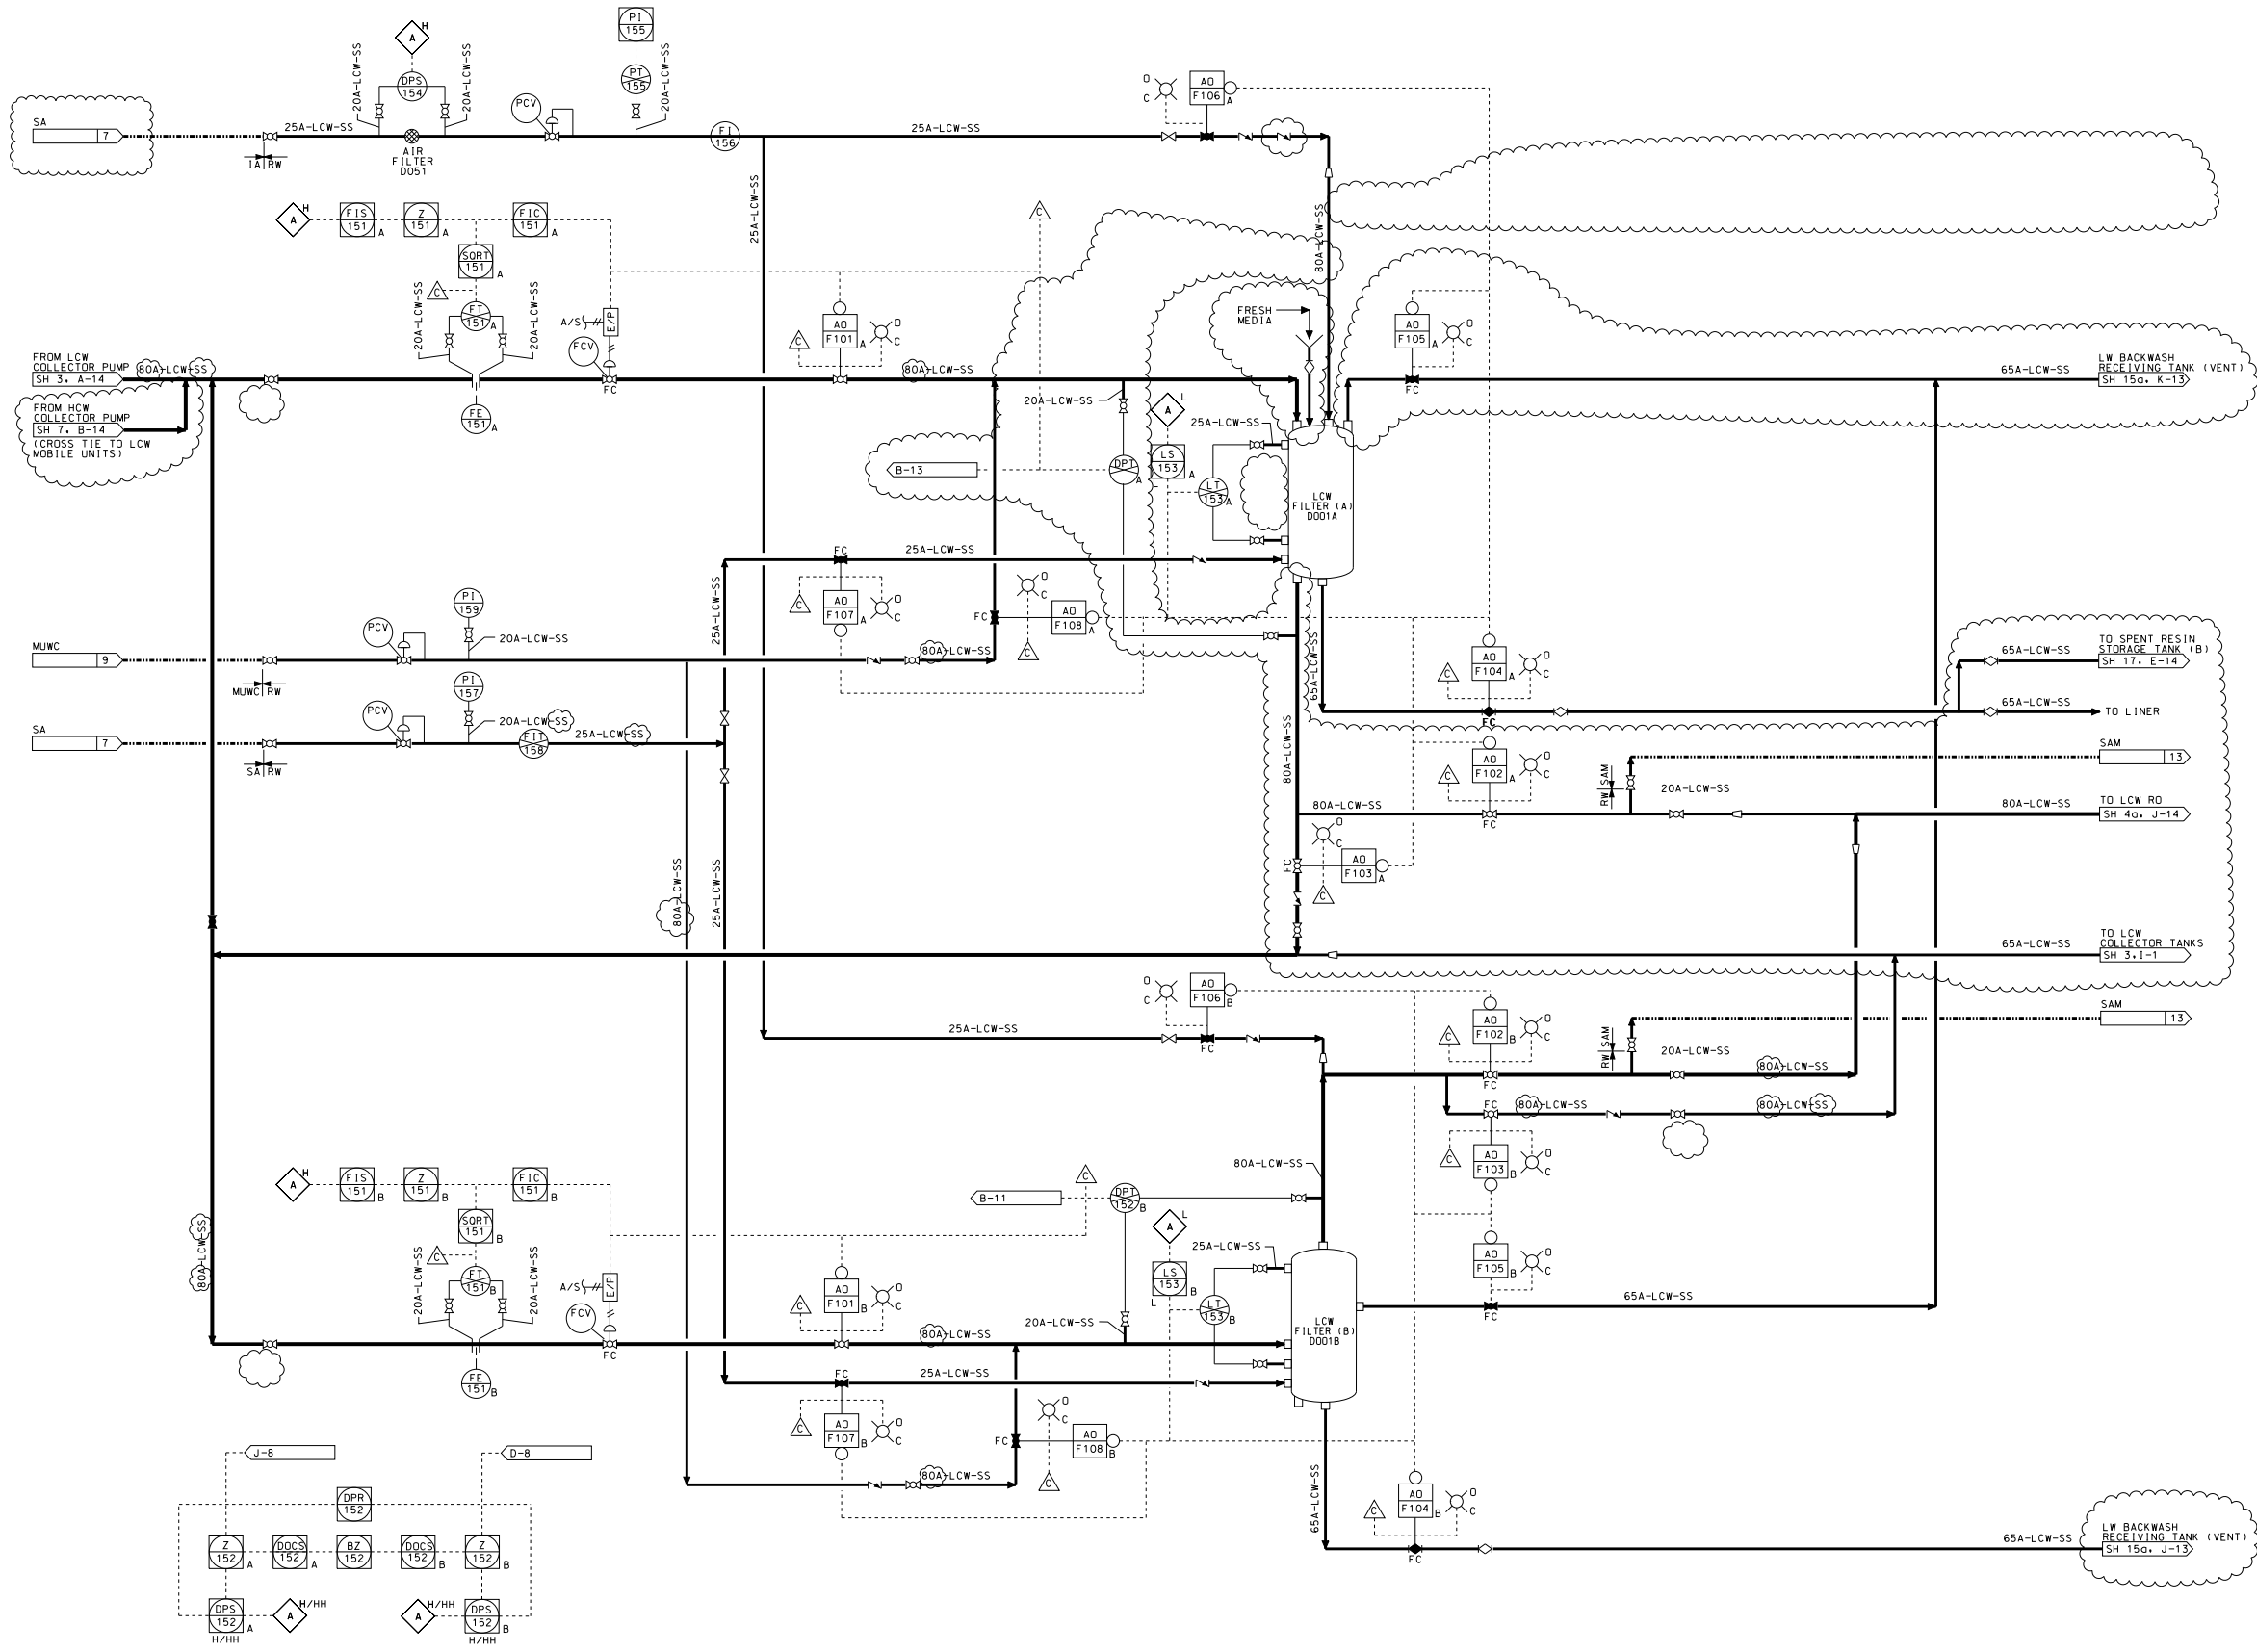 H
A
DPS
154
20A-LCW-SS
20A-LCW-SS
PI
155
PT
155
20A-LCW-SS
PCV
SA
7
25A-LCW-SS
IA RW
AIR
FILTER
D051
FI
156
25A-LCW-SS
O
C
AO
F106
A
25A-LCW-SS
80A-LCW-SS
H
A
FIS
151
A
Z
151
A
FIC
151
A
SQRT
151
A
C
FT
151
A
20A-LCW-SS
20A-LCW-SS
A/S
E/P
FCV
FC
FE
151
A
C
AO
F101
A
O
C
C
FRESH
MEDIA
AO
F105
A
O
C
C
FC
FROM LCW
COLLECTOR PUMP
SH 3. A-14
80A-LCW-SS
FROM HCW
COLLECTOR PUMP
SH 7. B-14
(CROSS TIE TO LCW
MOBILE UNITS)
80A-LCW-SS
20A-LCW-SS
65A-LCW-SS
LW BACKWASH
RECEIVING TANK (VENT)
SH 15a. K-13
B-13
DPT
A
L
A
LS
153
A
L
25A-LCW-SS
LT
153
A
LCW
FILTER (A)
D001A
FC
25A-LCW-SS
25A-LCW-SS
C
AO
F107
A
O
C
FC
AO
F108
A
O
C
C
MUWC
9
MUWC RW
PCV
PI
159
20A-LCW-SS
80A-LCW-SS
SA
7
SA RW
PCV
PI
157
20A-LCW-SS
FIT
158
25A-LCW-SS
65A-LCW-SS
C
AO
F104
A
O
C
FC
65A-LCW-SS
TO SPENT RESIN
STORAGE TANK (B)
SH 17. E-14
65A-LCW-SS
TO LINER
80A-LCW-SS
C
AO
F102
A
O
C
FC
80A-LCW-SS
RW SAM
20A-LCW-SS
SAM
13
80A-LCW-SS
TO LCW RO
SH 4a. J-14
O
C
FC
AO
F103
A
C
80A-LCW-SS
25A-LCW-SS
65A-LCW-SS
TO LCW
COLLECTOR TANKS
SH 3.I-1
O
C
AO
F106
B
25A-LCW-SS
FC
AO
F102
B
O
C
C
FC
RW SAM
20A-LCW-SS
SAM
13
80A-LCW-SS
FC
80A-LCW-SS
80A-LCW-SS
C
AO
F103
B
O
C
80A-LCW-SS
H
A
FIS
151
B
Z
151
B
FIC
151
B
SQRT
151
B
C
FT
151
B
20A-LCW-SS
20A-LCW-SS
A/S
E/P
FCV
FC
FE
151
B
80A-LCW-SS
C
B-11
DPT
152
B
L
A
LS
153
B
L
25A-LCW-SS
LT
153
B
LCW
FILTER (B)
D001B
AO
F105
B
O
C
FC
65A-LCW-SS
C
AO
F101
B
O
C
80A-LCW-SS
20A-LCW-SS
FC
25A-LCW-SS
C
AO
F107
B
O
C
FC
AO
F108
B
O
C
C
80A-LCW-SS
65A-LCW-SS
C
AO
F104
B
O
C
FC
65A-LCW-SS
LW BACKWASH
RECEIVING TANK (VENT)
SH 15a. J-13
J-8
D-8
DPR
152
Z
152
A
DOCS
152
A
BZ
152
DOCS
152
B
Z
152
B
DPS
152
A
H/HH
A
H/HH
A
H/HH
DPS
152
B
H/HH